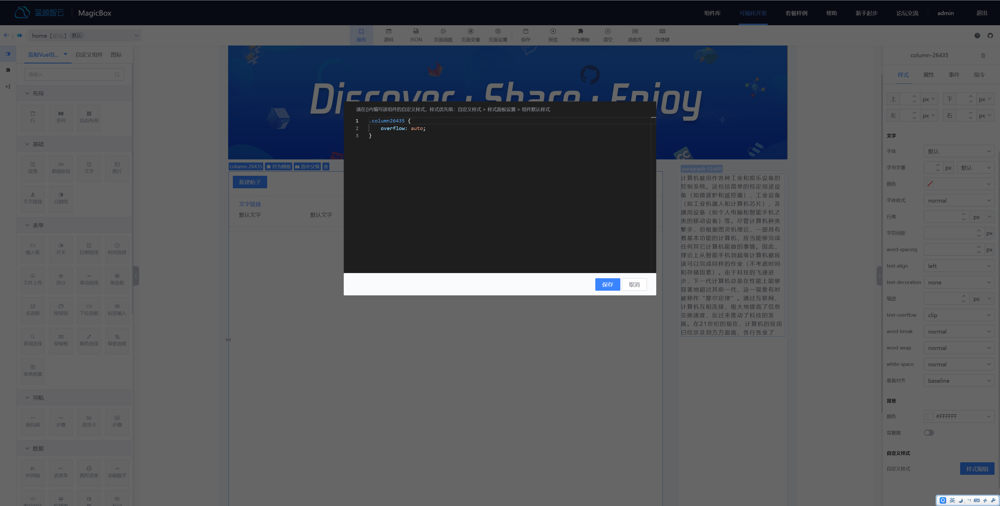 蓝鲸智云
MagicBox
组件库
可视化开发
套餐样例
帮助
新手起步
论坛交流
admin
退出
home【论坛】 默认
画布
源码
JSON
页面函数
页面变量
页面设置
保存
预览
存为模板
清空
函数库
快捷键
蓝鲸Vue组...
自定义组件
图标
请输入
布局
行
多列
自由布局
基础
段落
基础按钮
文字
图片
文字链接
分割线
表单
输入框
开关
日期选择
时间选择
文件上传
评分
滑动选择
单选框
多选框
按钮组
下拉选框
标签输入
查询选择
穿梭框
颜色选择
级联选框
表单容器
导航
面包屑
步骤
选项卡
步骤
数据
时间轴
进度条
圆形进度
动画数字
Discover · Share · Enjoy
请在{}内编写该组件的自定义样式，样式优先级：自定义样式 > 样式面板设置 > 组件默认样式
1 .column26435 {
2 overflow: auto;
3 }
保存
取消
column-26435
存为模板
选中父级
新建帖子
文字链接
默认文字
默认文字
paragraph-51dd0
计算机被用作各种工业和娱乐设备的
控制系统。这包括简单的特定用途设
备（如微波炉和遥控器）、工业设备
（如工业机器人和计算机芯片），及
通用设备（如个人电脑和智能手机之
类的移动设备）等。尽管计算机种类
繁多，但根据图灵机理论，一部具有
着基本功能的计算机，应当能够完成
任何其它计算机能做的事情。因此，
理论上从智能手机到超级计算机都应
该可以完成同样的作业（不考虑时间
和存储因素）。由于科技的飞速进
步，下一代计算机总是在性能上能够
显著地超过其前一代，这一现象有时
被称作“摩尔定律”。通过互联网，
计算机互相连接，极大地提高了信息
交换速度，反过来推动了科技的发
展。在21世纪的现在，计算机的应用
已经涉及到方方面面，各行各业了
column-26435
样式
属性
事件
指令
上 px
下 px
左 px
右 px
文字
字体 默认
字号字重 px 默认
颜色
字体样式 normal
行高 px
字符间距 px
word-spacing px
text-align left
text-decoration none
缩进 px
text-overflow clip
word-break normal
word-wrap normal
white-space normal
垂直对齐 baseline
背景
颜色 #FFFFFF
背景图
自定义样式
自定义样式 样式编辑
英